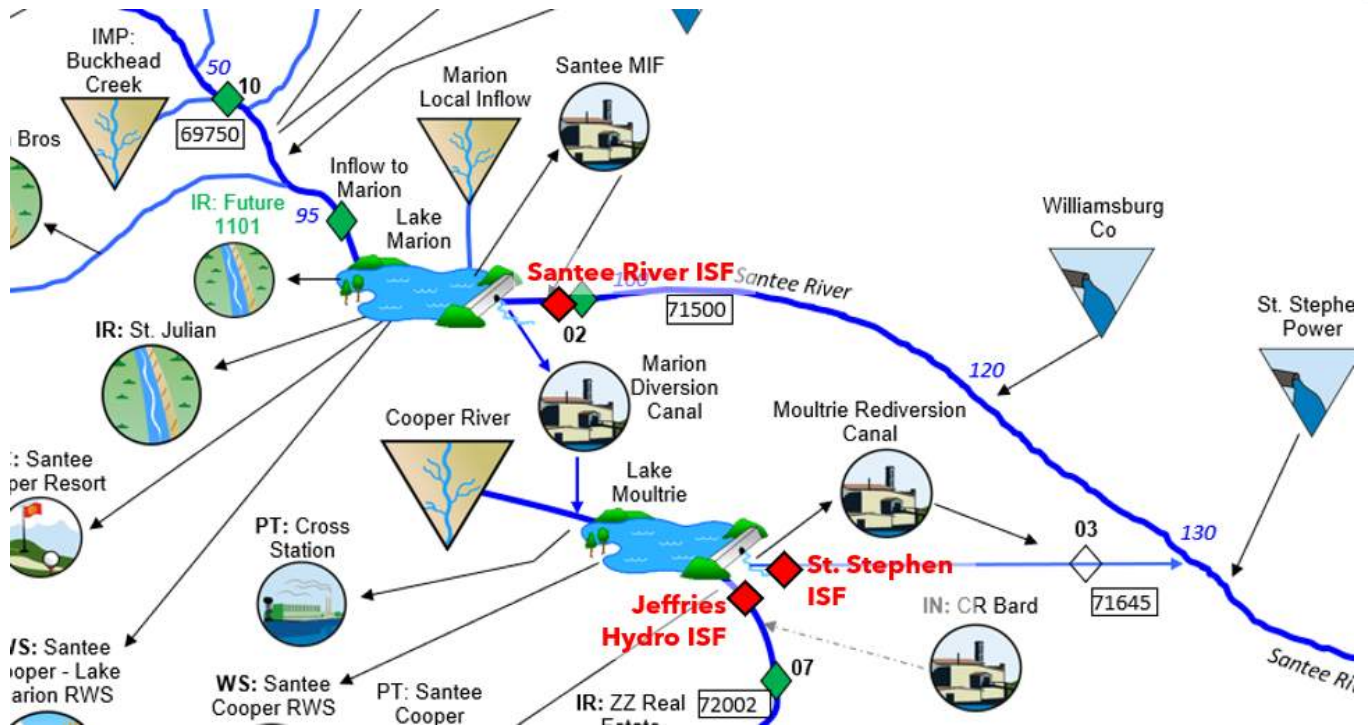 IMP:
Buckhead
Creek
50
10
69750
Bros
Marion
Local Inflow
Santee MIF
Inflow to
Marion
IR: Future
1101
95
Lake
Marion
Santee River ISF
Santee River
71500
02
IR: St. Julian
Williamsburg
Co
120
St. Stephe
Power
Marion
Diversion
Canal
Cooper River
Moultrie Rediversion
Canal
: Santee
per Resort
Lake
Moultrie
PT: Cross
Station
03
130
71645
St. Stephen
ISF
Jeffries
Hydro ISF
IN: CR Bard
Santee Riv
WS: Santee
ooper - Lake
arion RWS
WS: Santee
Cooper RWS
PT: Santee
Cooper
IR: ZZ Real
07
72002